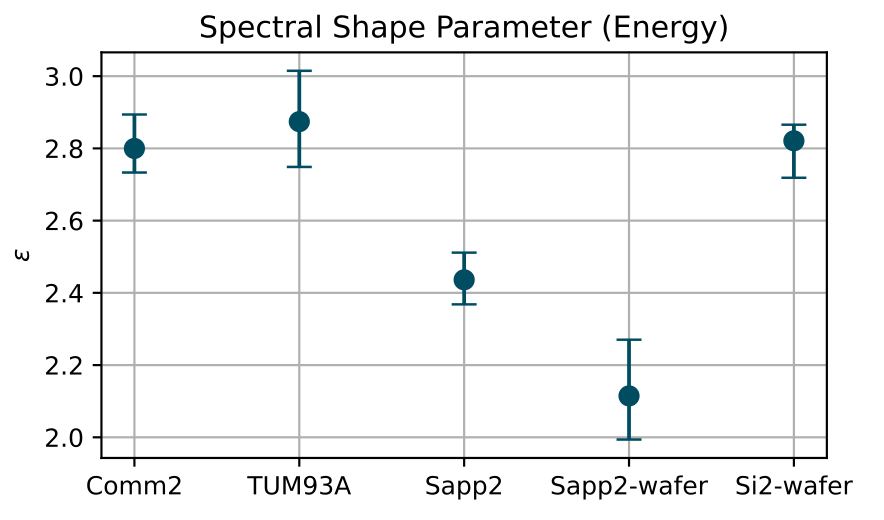 Spectral Shape Parameter (Energy)
3.0
2.8
2.6
2.4
2.2
2.0
ε
Comm2 TUM93A Sapp2 Sapp2-wafer Si2-wafer